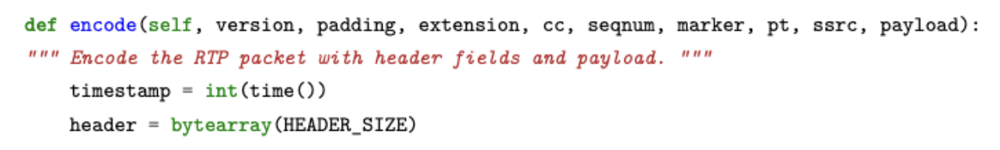 def encode(self, version, padding, extension, cc, seqnum, marker, pt, ssrc, payload):
""" Encode the RTP packet with header fields and payload. """
timestamp = int(time())
header = bytearray(HEADER_SIZE)